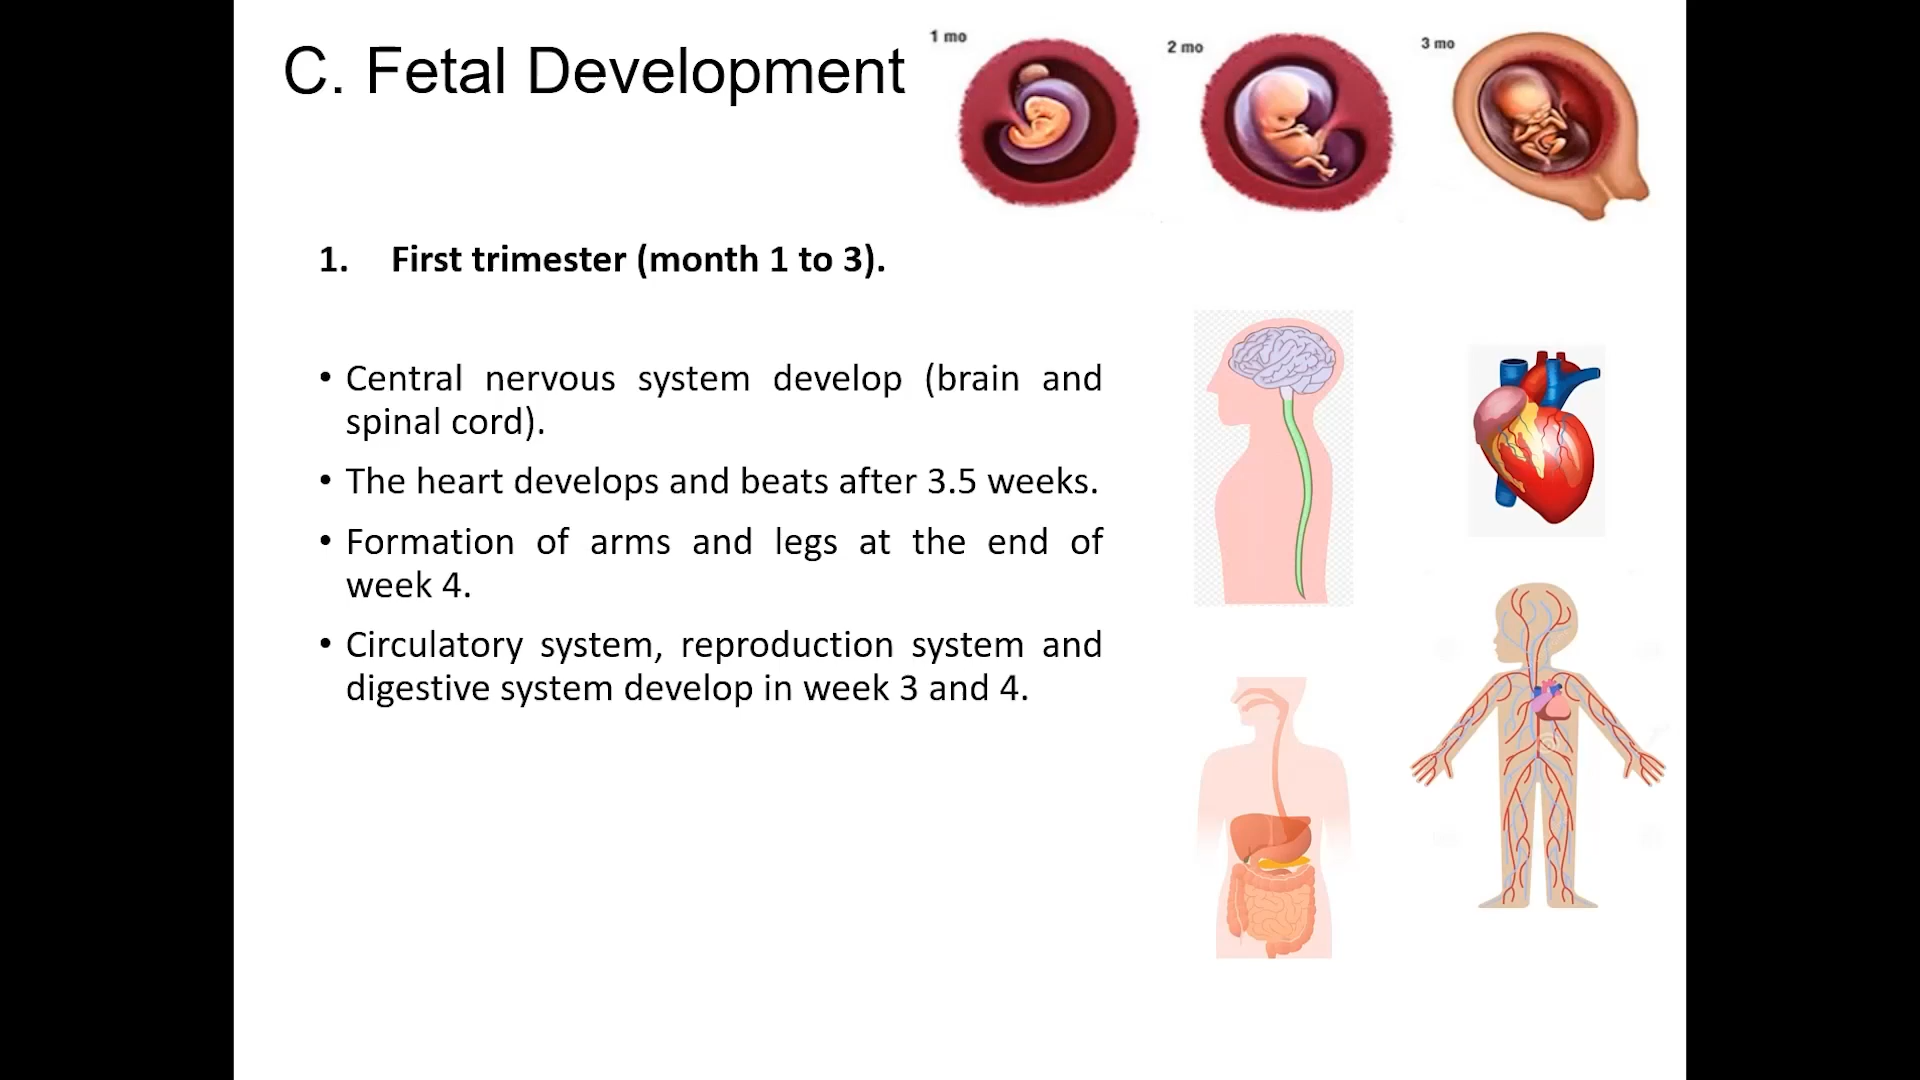 C. Fetal Development
1 mo
2 mo
3 mo
1. First trimester (month 1 to 3).
• Central nervous system develop (brain and
spinal cord).
• The heart develops and beats after 3.5 weeks.
• Formation of arms and legs at the end of
week 4.
• Circulatory system, reproduction system and
digestive system develop in week 3 and 4.